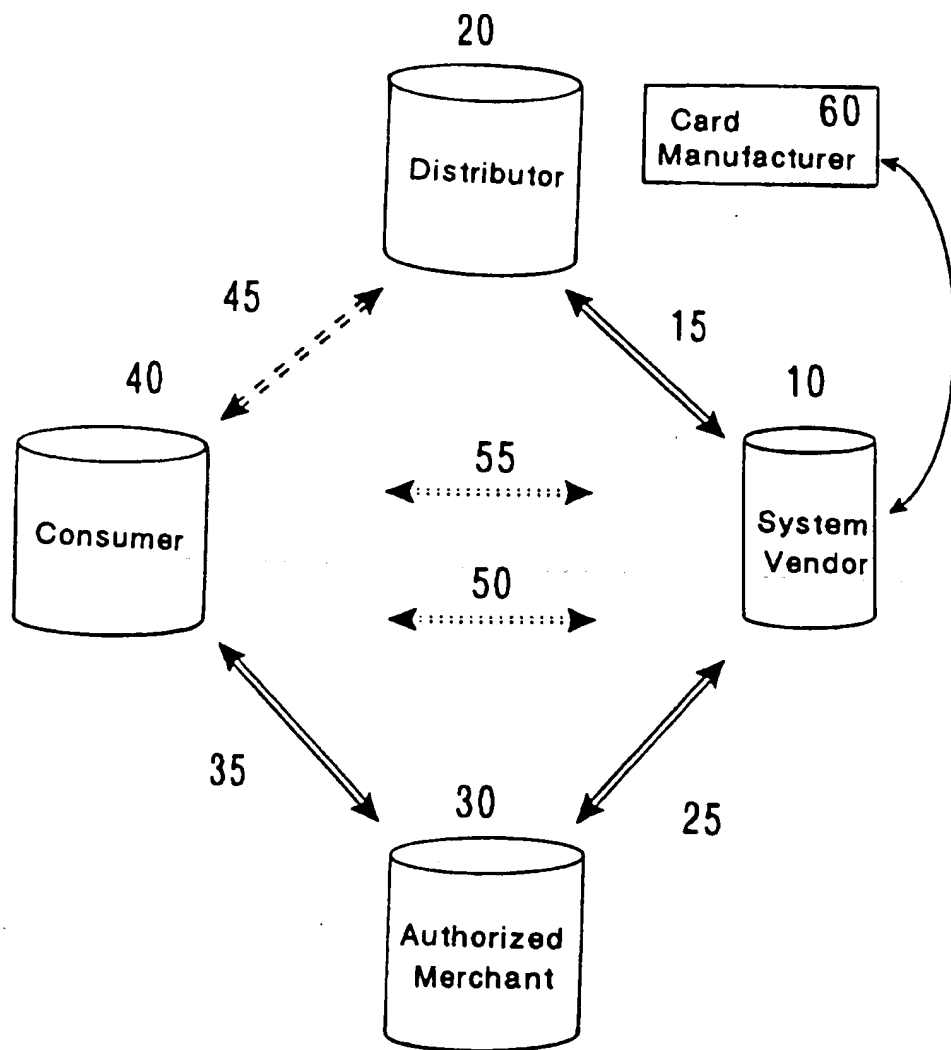 20
Distributor
Card 60
Manufacturer
45
15
40
10
55
Consumer
System
Vendor
50
35
30
25
Authorized
Merchant